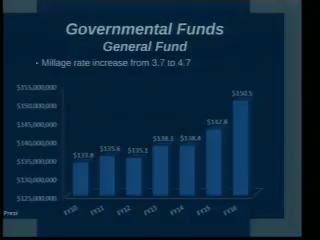 Governmental Funds
General Fund
• Millage rate increase from 3.7 to 4.7
$155,000,000
$150,000,000
$145,000,000
$140,000,000
$135,000,000
$130,000,000
$125,000,000
$133.8
$135.6
$135.1
$138.3
$138.4
$142.8
$150.5
FY10
FY11
FY12
FY13
FY14
FY15
FY16
Press